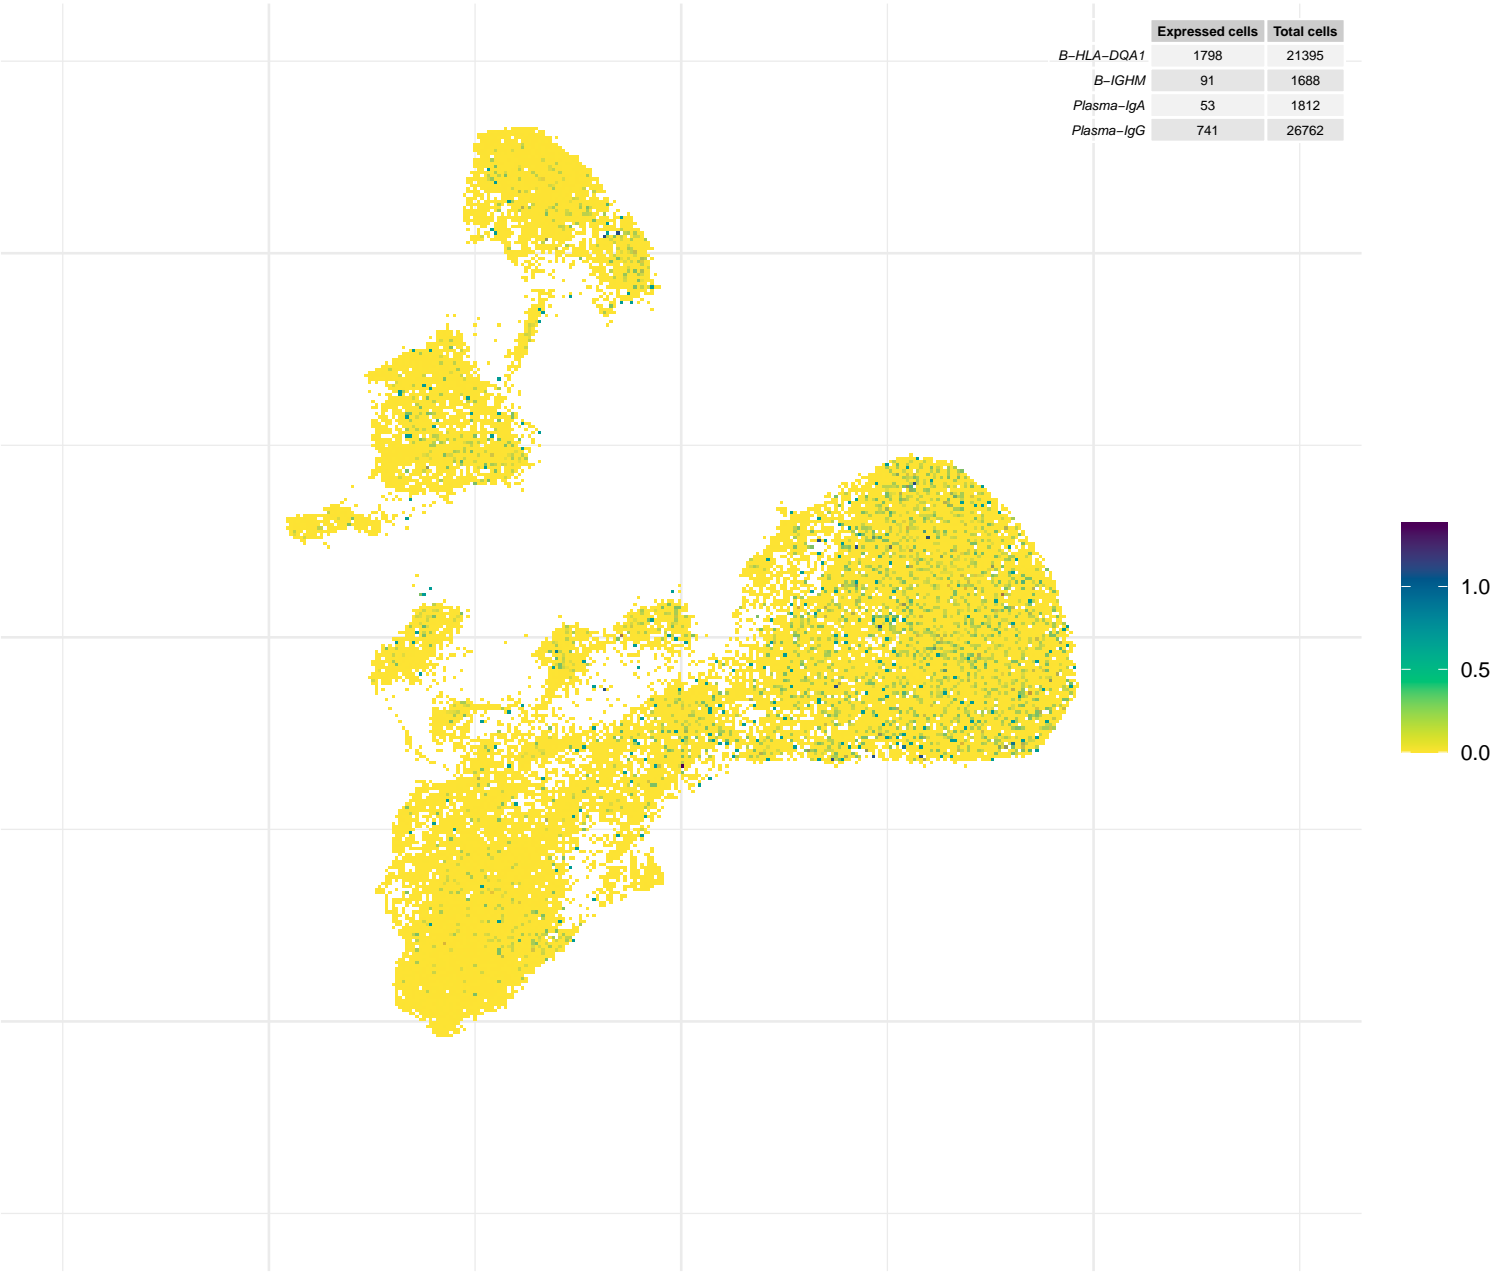 Expressed cells Total cells
B−HLA−DQA1 1798 21395
B−IGHM 91 1688
Plasma−IgA 53 1812
Plasma−IgG 741 26762
1.0
0.5
0.0